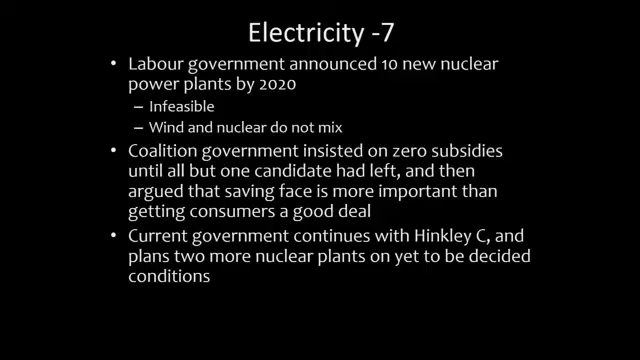 Electricity -7
• Labour government announced 10 new nuclear
power plants by 2020
– Infeasible
– Wind and nuclear do not mix
• Coalition government insisted on zero subsidies
until all but one candidate had left, and then
argued that saving face is more important than
getting consumers a good deal
• Current government continues with Hinkley C, and
plans two more nuclear plants on yet to be decided
conditions